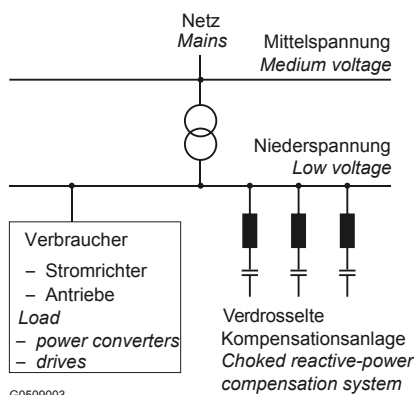 Netz
Mains
Mittelspannung
Medium voltage
Niederspannung
Low voltage
Verbraucher
– Stromrichter
– Antriebe
Load
– power converters
– drives
Verdrosselte
Kompensationsanlage
Choked reactive-power
compensation system
G0509003